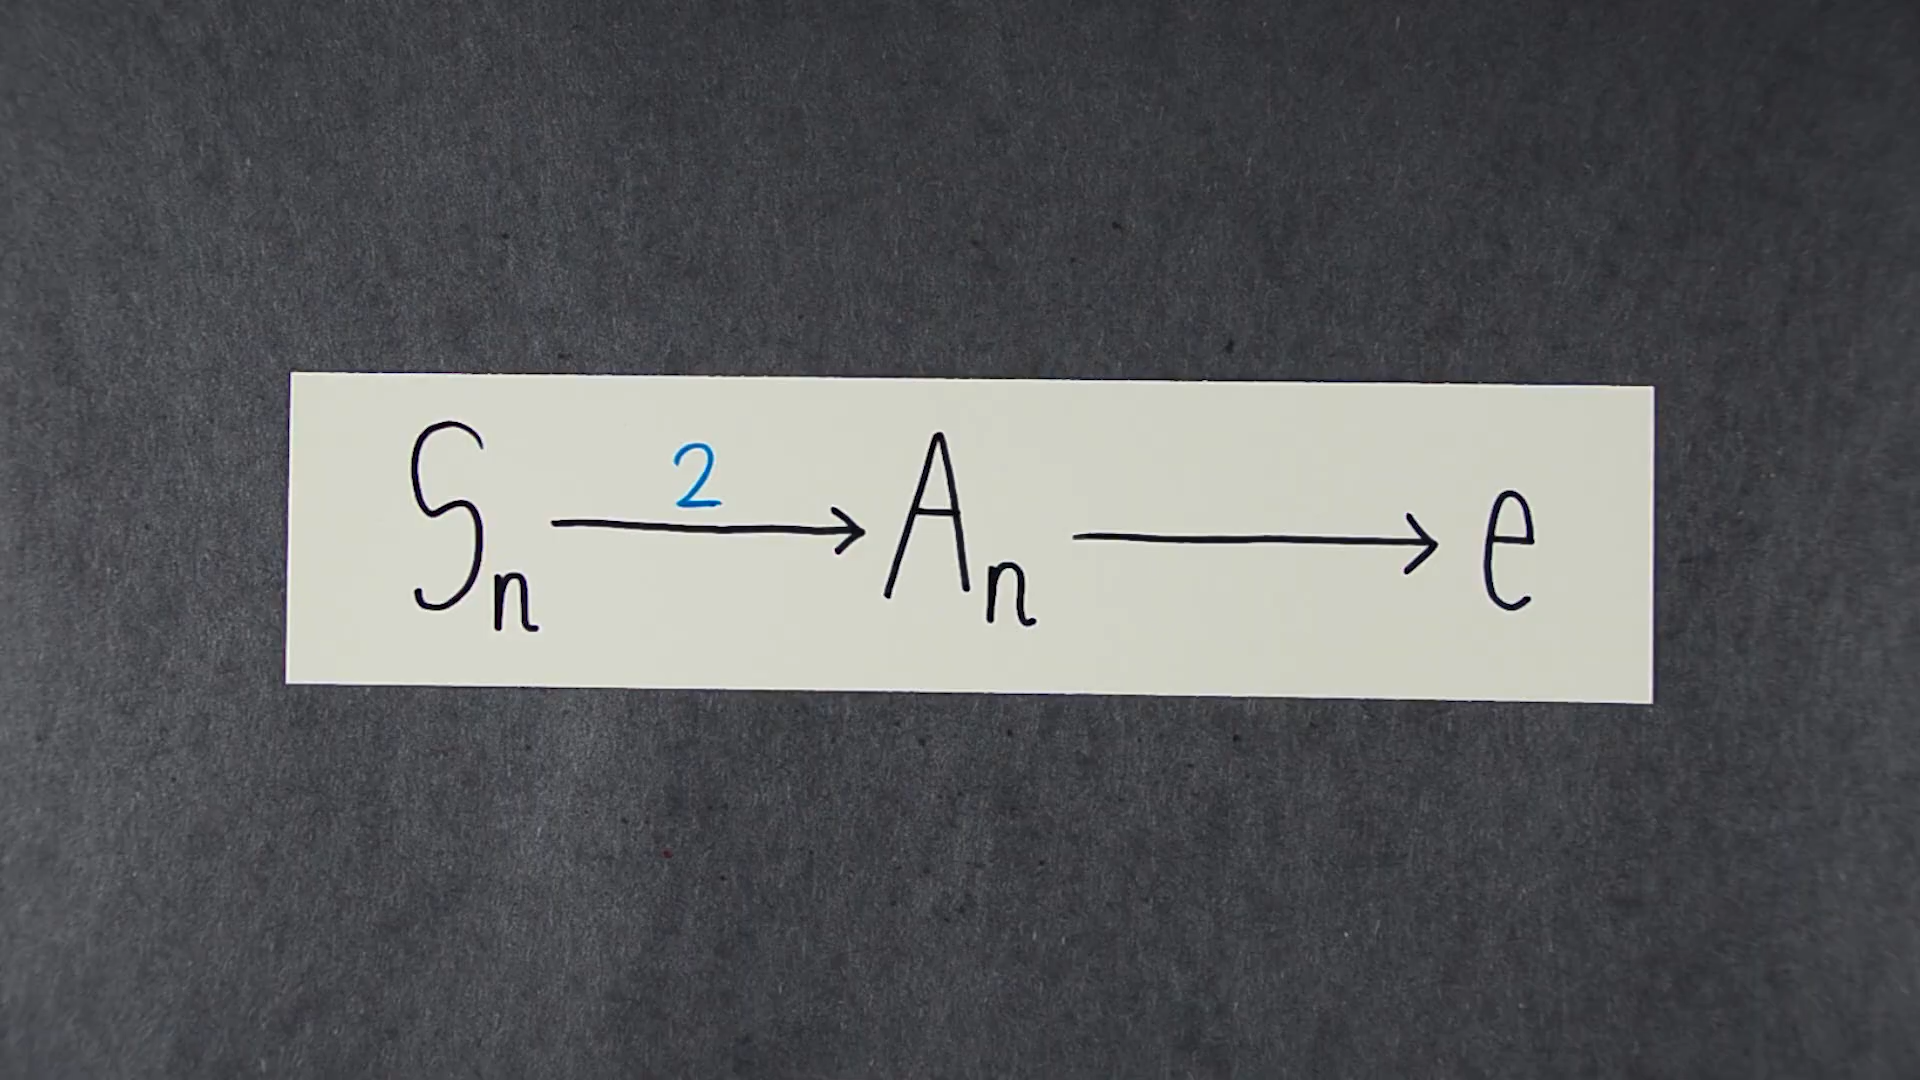 Sn 2→ An → e